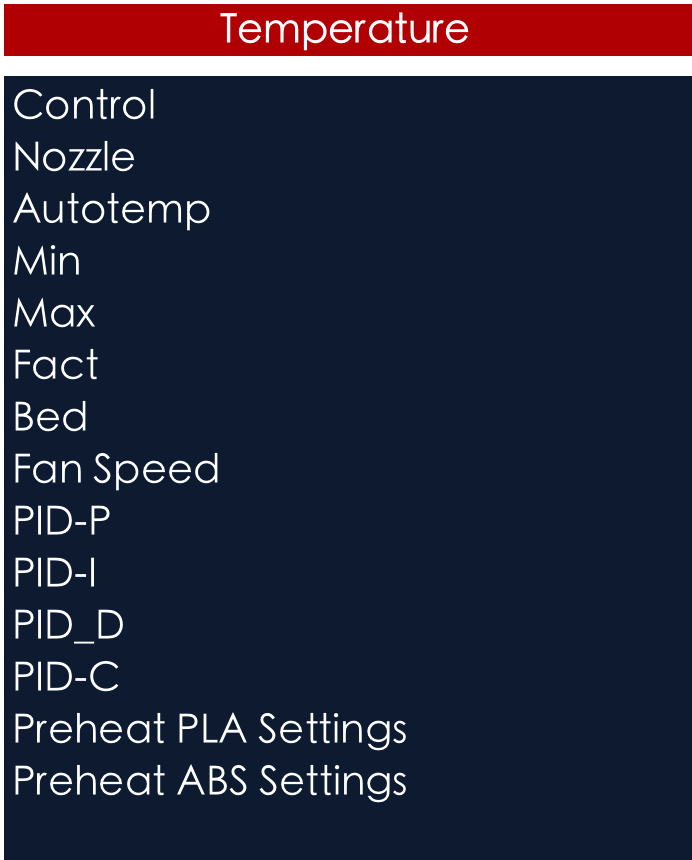 Temperature
Control
Nozzle
Autotemp
Min
Max
Fact
Bed
Fan Speed
PID-P
PID-I
PID_D
PID-C
Preheat PLA Settings
Preheat ABS Settings